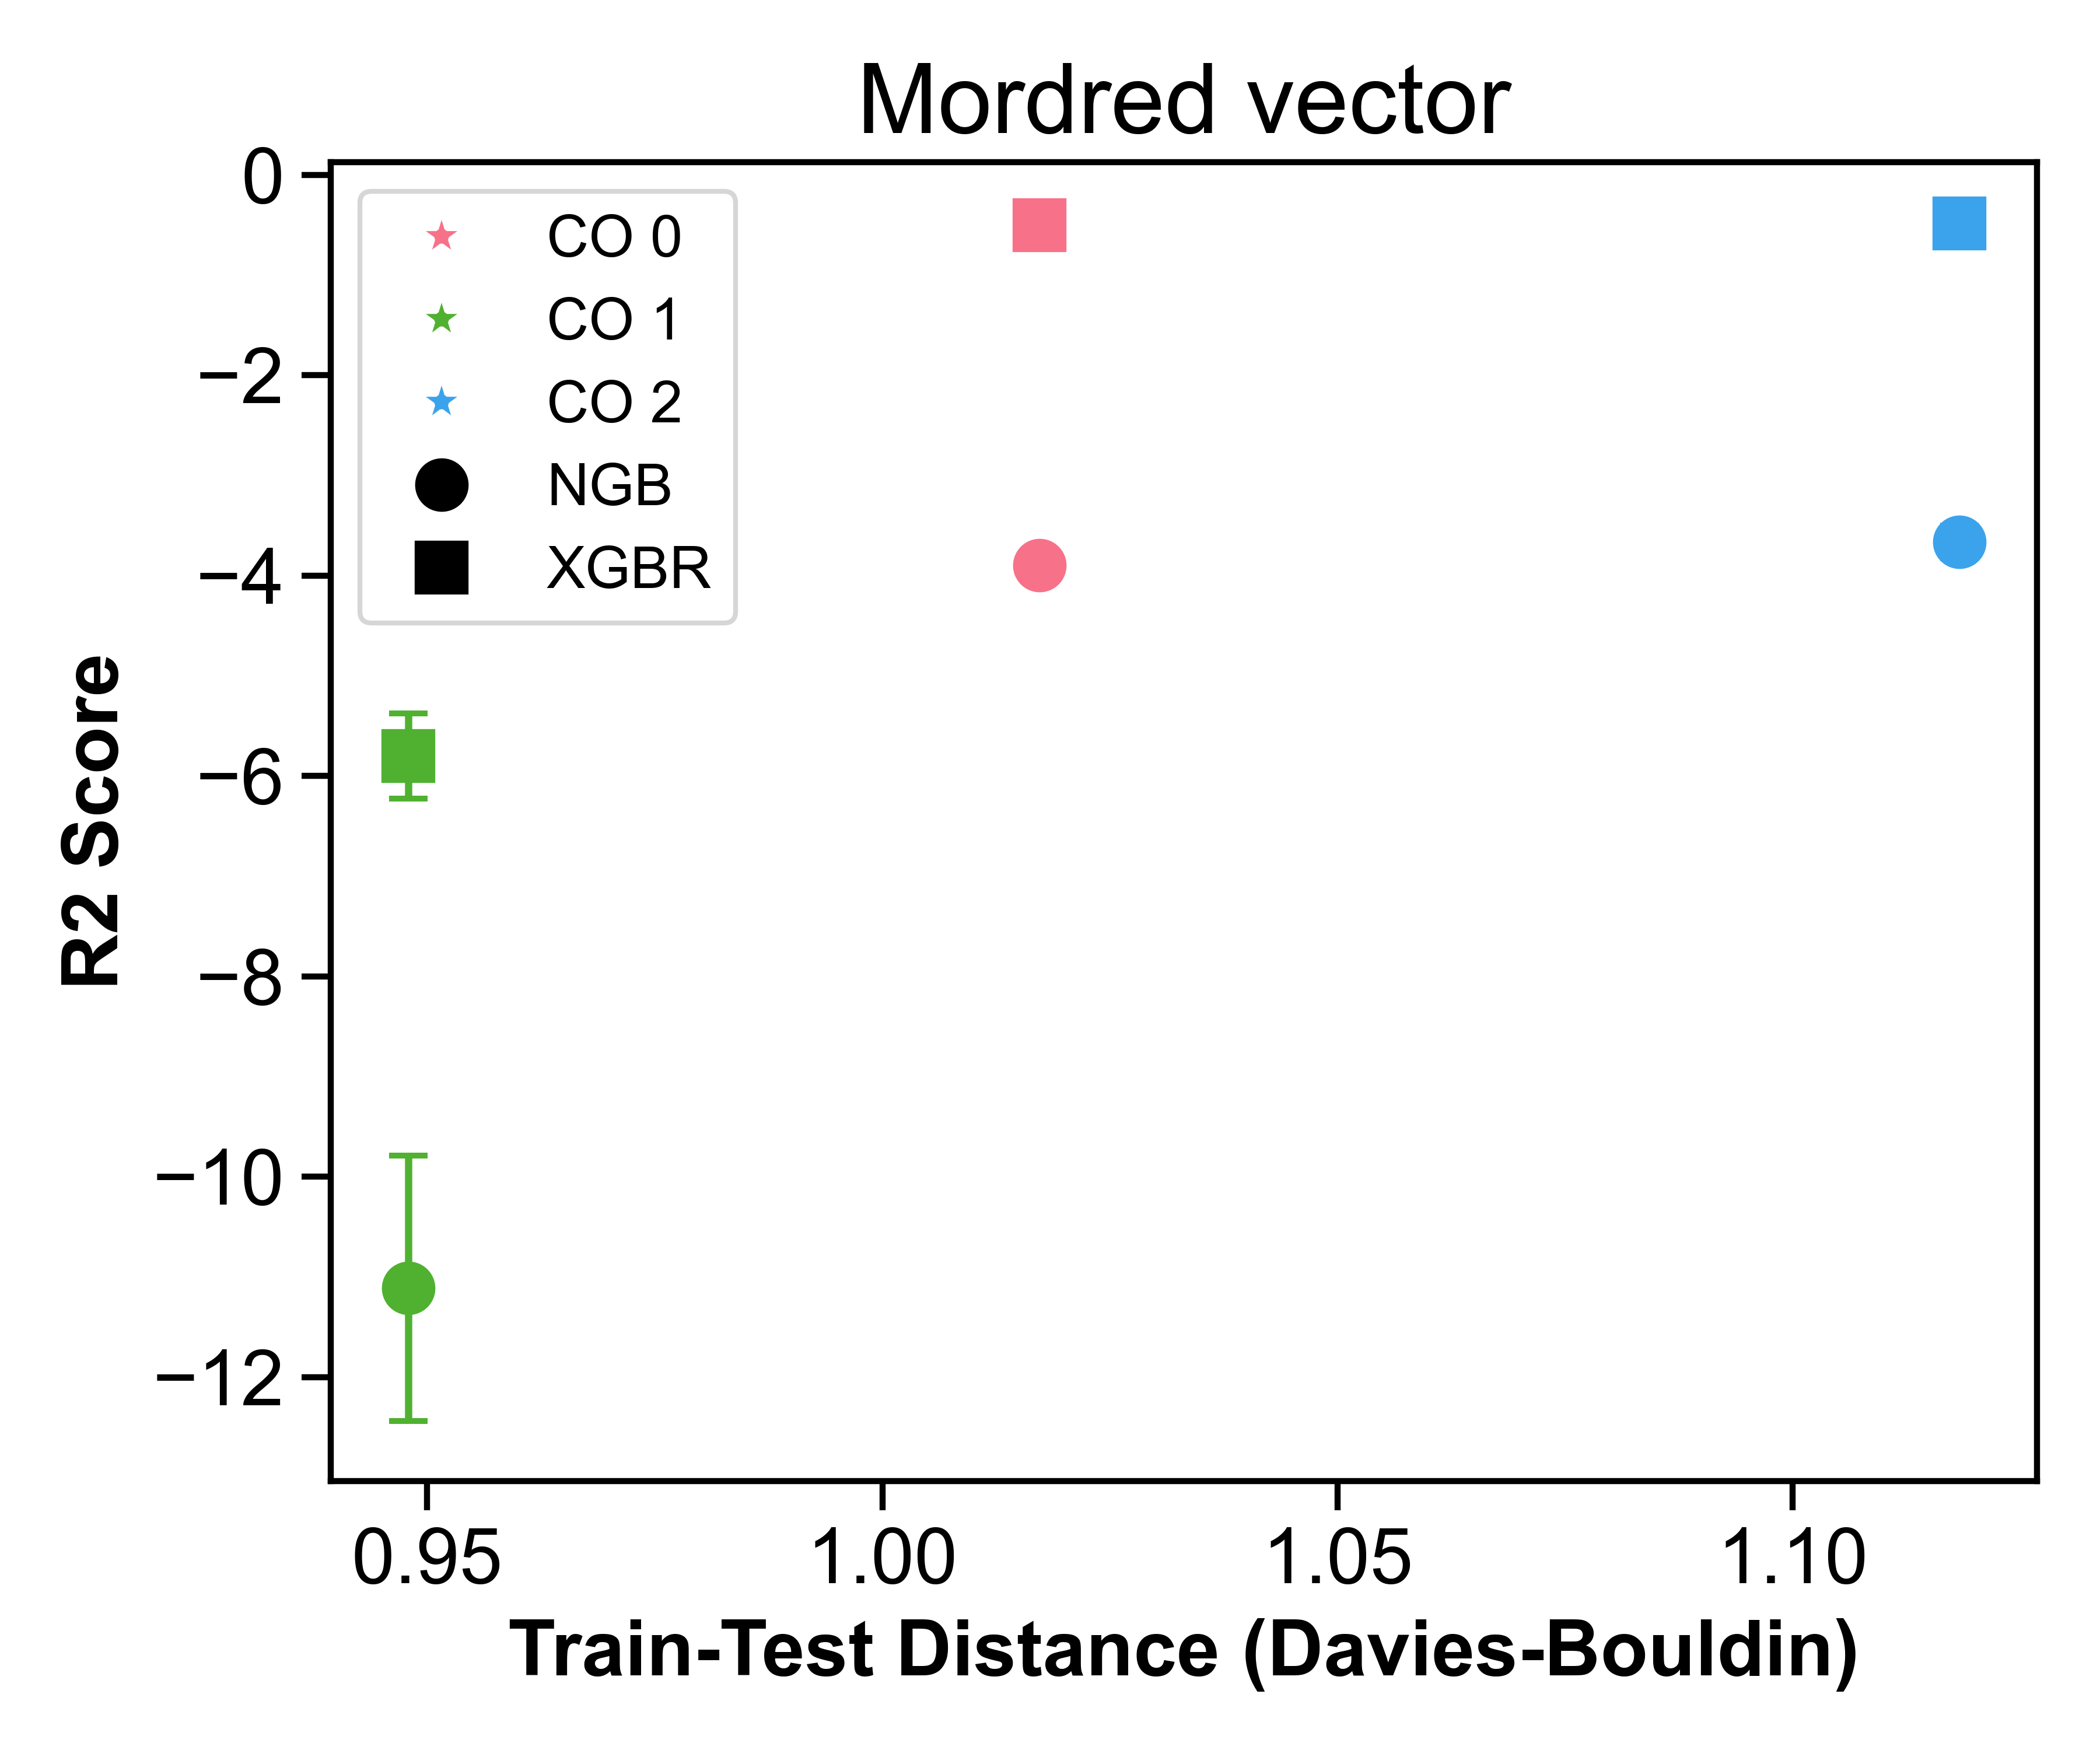 Mordred vector
0
−2
−4
−6
−8
−10
−12
R2 Score
CO 0
CO 1
CO 2
NGB
XGBR
0.95
1.00
1.05
1.10
Train-Test Distance (Davies-Bouldin)